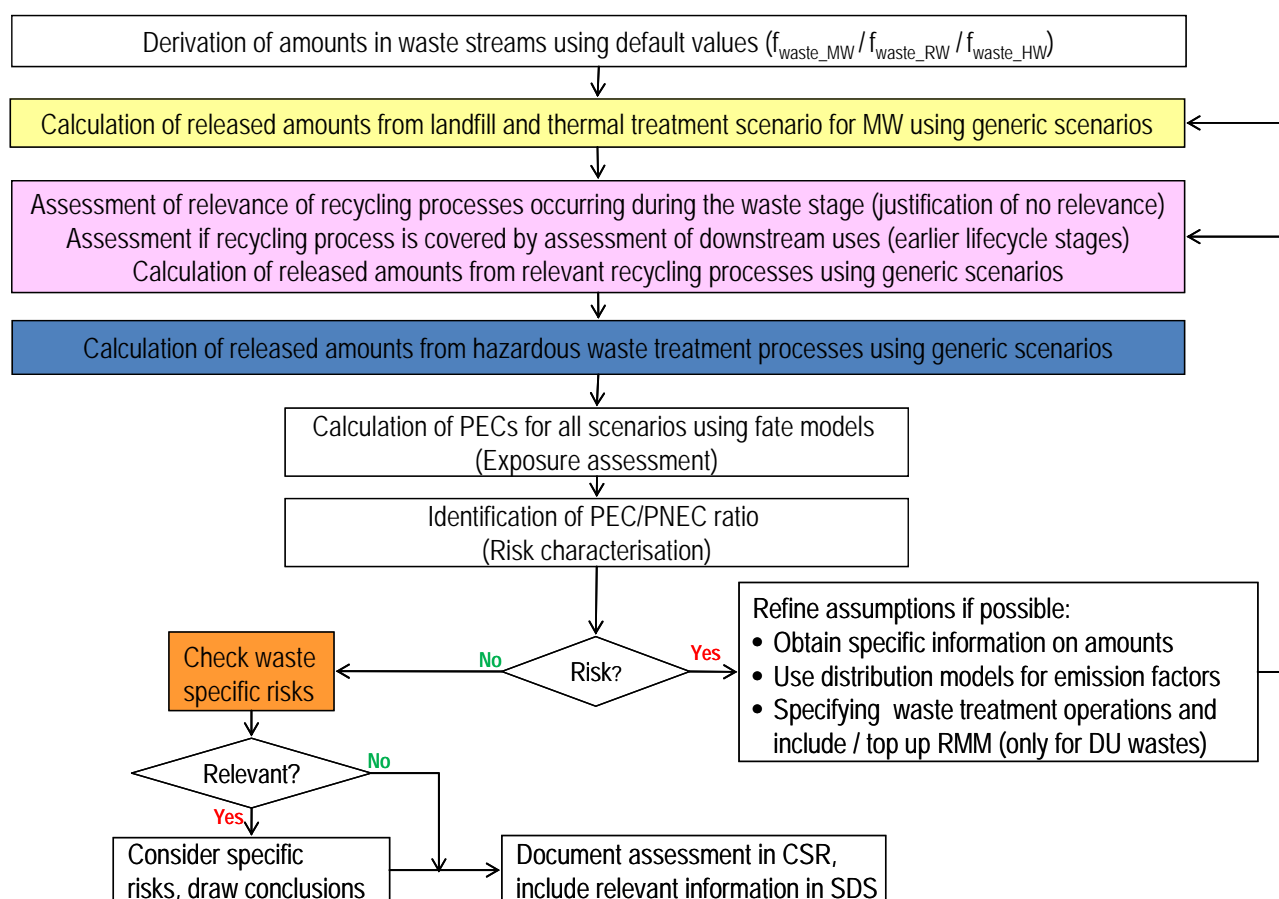 Derivation of amounts in waste streams using default values (fwaste_MW / fwaste_RW / fwaste_HW)
Calculation of released amounts from landfill and thermal treatment scenario for MW using generic scenarios
Assessment of relevance of recycling processes occurring during the waste stage (justification of no relevance)
Assessment if recycling process is covered by assessment of downstream uses (earlier lifecycle stages)
Calculation of released amounts from relevant recycling processes using generic scenarios
Calculation of released amounts from hazardous waste treatment processes using generic scenarios
Calculation of PECs for all scenarios using fate models
(Exposure assessment)
Identification of PEC/PNEC ratio
(Risk characterisation)
Check waste
specific risks
No
Risk?
Yes
Refine assumptions if possible:
• Obtain specific information on amounts
• Use distribution models for emission factors
• Specifying waste treatment operations and
include / top up RMM (only for DU wastes)
Relevant?
No
Yes
Consider specific
risks, draw conclusions
Document assessment in CSR,
include relevant information in SDS